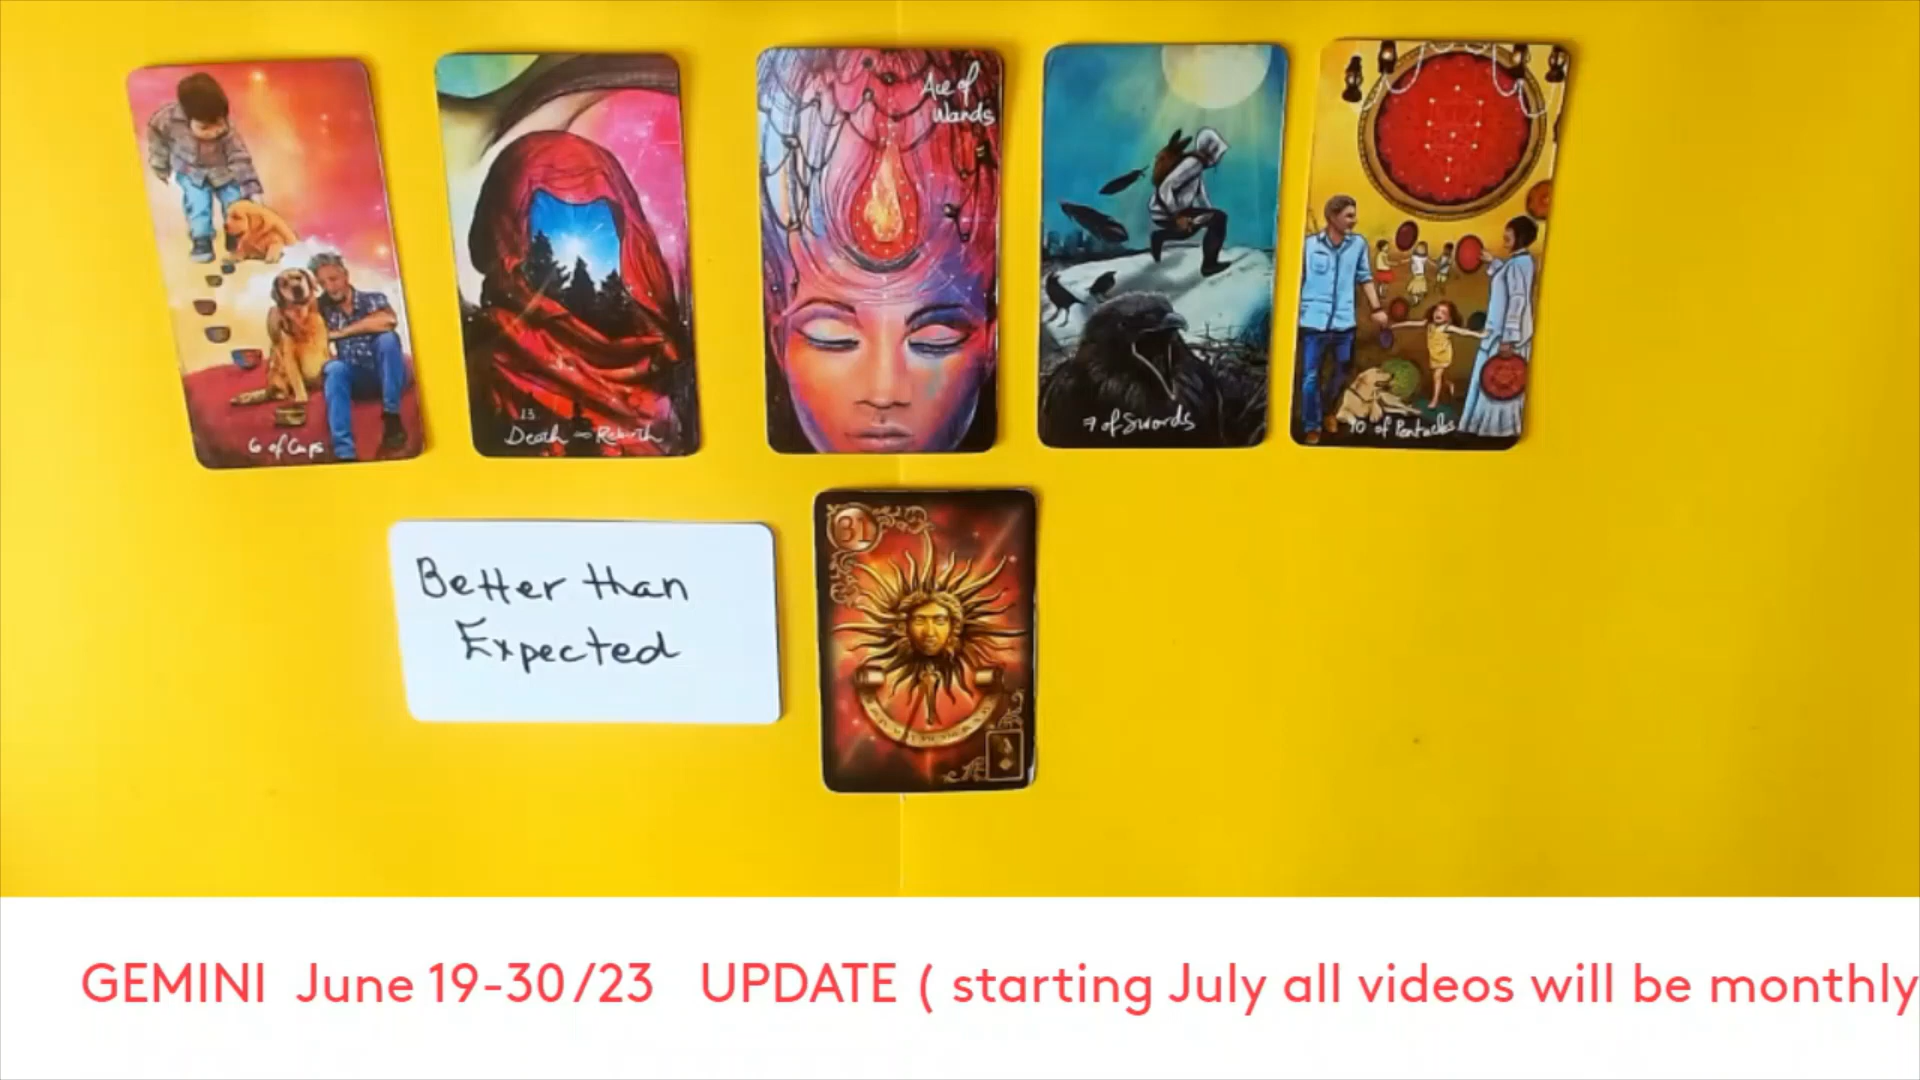 Ace of
Wands
6 of Cups
13
Death ∞ Rebirth
7 of Swords
10 of Pentacles
Better than
Expected
31
GEMINI June 19-30/23 UPDATE ( starting July all videos will be monthly